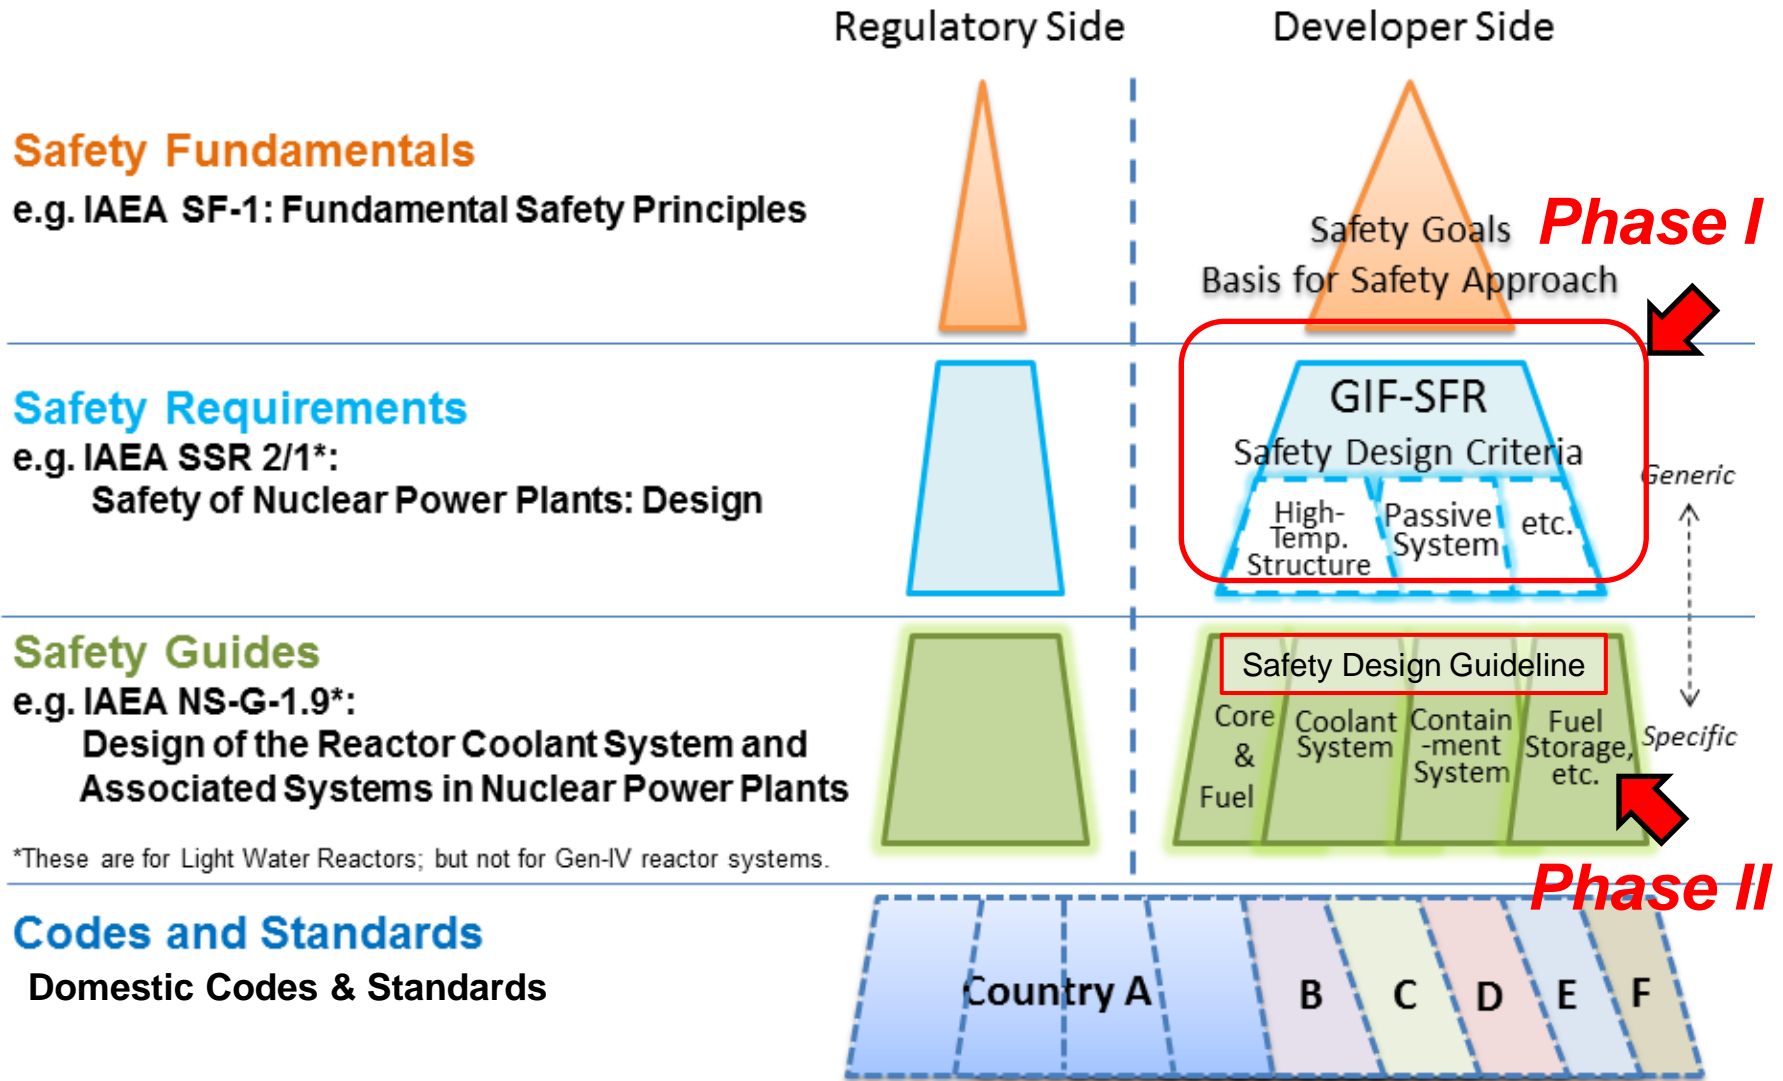 Regulatory Side
Developer Side
Safety Fundamentals
e.g. IAEA SF-1: Fundamental Safety Principles
Safety Goals
Basis for Safety Approach
Phase I
Safety Requirements
e.g. IAEA SSR 2/1*:
Safety of Nuclear Power Plants: Design
GIF-SFR
Safety Design Criteria
High-
Temp.
Structure
Passive
System
etc.
Generic
Safety Guides
e.g. IAEA NS-G-1.9*:
Design of the Reactor Coolant System and
Associated Systems in Nuclear Power Plants
*These are for Light Water Reactors; but not for Gen-IV reactor systems.
Safety Design Guideline
Core
&
Fuel
Coolant
System
Contain
-ment
System
Fuel
Storage,
etc.
Specific
Phase II
Codes and Standards
Domestic Codes & Standards
Country A
B
C
D
E
F